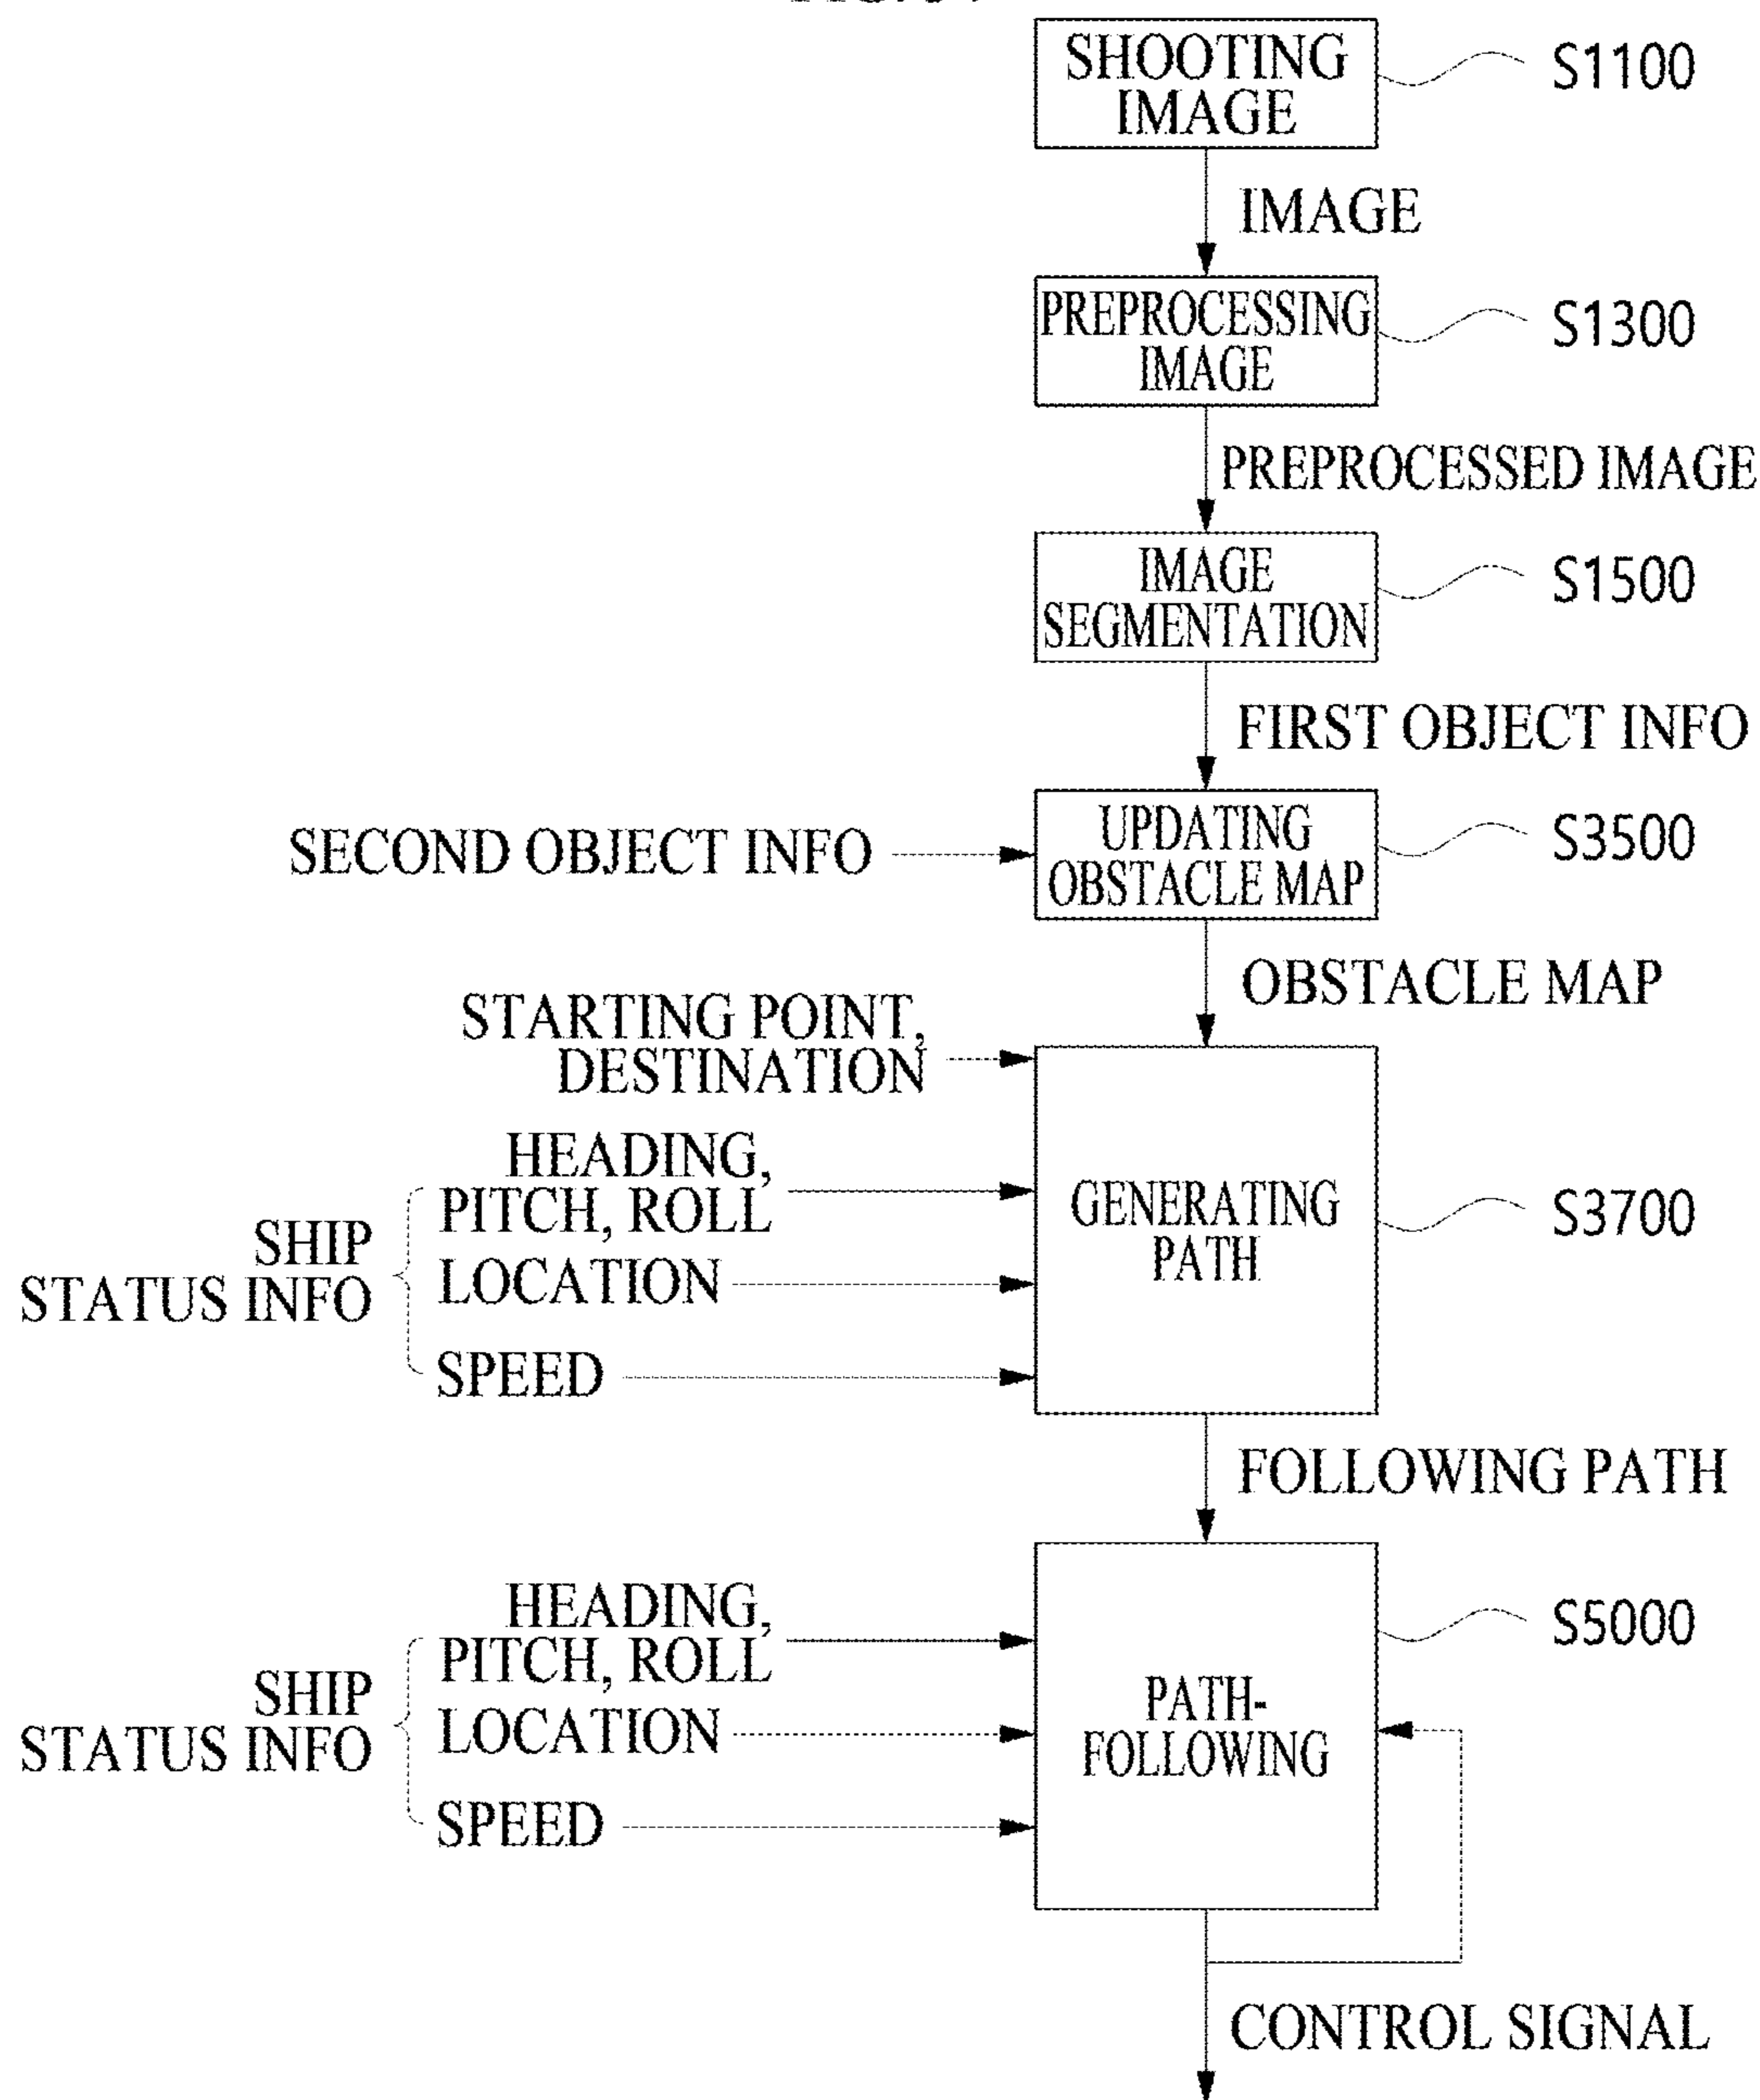 SHOOTING
IMAGE
S1100
IMAGE
PREPROCESSING
IMAGE
S1300
PREPROCESSED IMAGE
IMAGE
SEGMENTATION
S1500
FIRST OBJECT INFO
SECOND OBJECT INFO
UPDATING
OBSTACLE MAP
S3500
OBSTACLE MAP
STARTING POINT,
DESTINATION
HEADING,
PITCH, ROLL
LOCATION
SPEED
SHIP
STATUS INFO
GENERATING
PATH
S3700
FOLLOWING PATH
HEADING,
PITCH, ROLL
LOCATION
SPEED
SHIP
STATUS INFO
PATH-
FOLLOWING
S5000
CONTROL SIGNAL